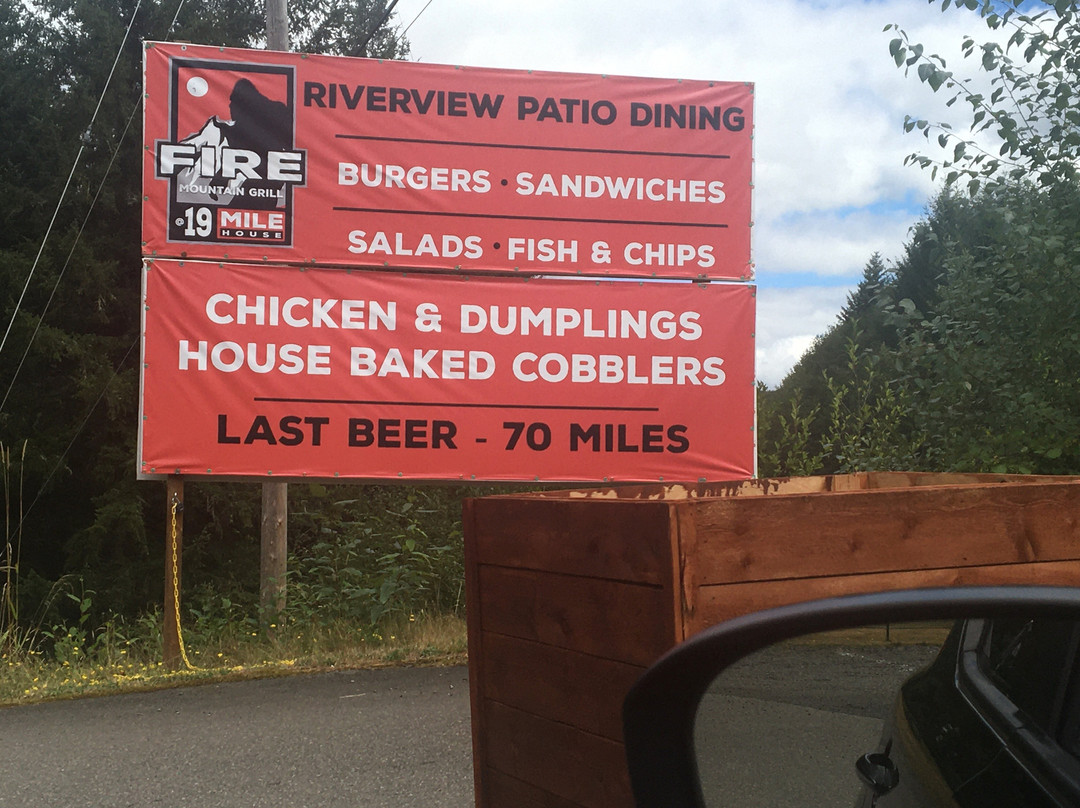 FIRE
MOUNTAIN GRILL
@ 19 MILE
HOUSE
RIVERVIEW PATIO DINING
BURGERS • SANDWICHES
SALADS • FISH & CHIPS
CHICKEN & DUMPLINGS
HOUSE BAKED COBBLERS
LAST BEER - 70 MILES